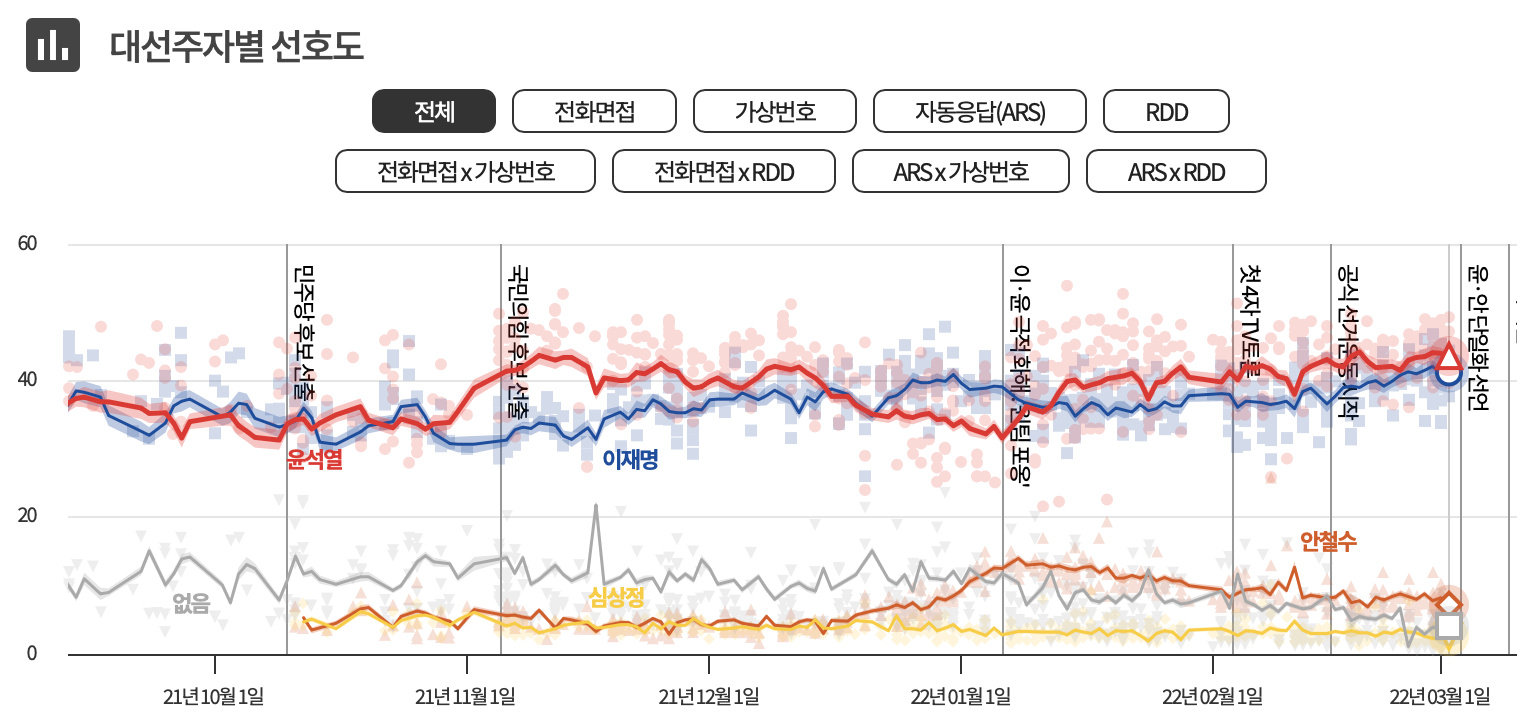 대선주자별 선호도
전체
전화면접
가상번호
자동응답(ARS)
RDD
전화면접 x 가상번호
전화면접 x RDD
ARS x 가상번호
ARS x RDD
60
40
20
0
민주당 후보 선출
국민의힘 후보 선출
이·윤 극적 화해, '원팀 포옹'
첫 4자 TV토론
공식 선거운동 시작
윤·안 단일화 선언
윤석열
이재명
안철수
심상정
없음
21년 10월 1일
21년 11월 1일
21년 12월 1일
22년 01월 1일
22년 02월 1일
22년 03월 1일